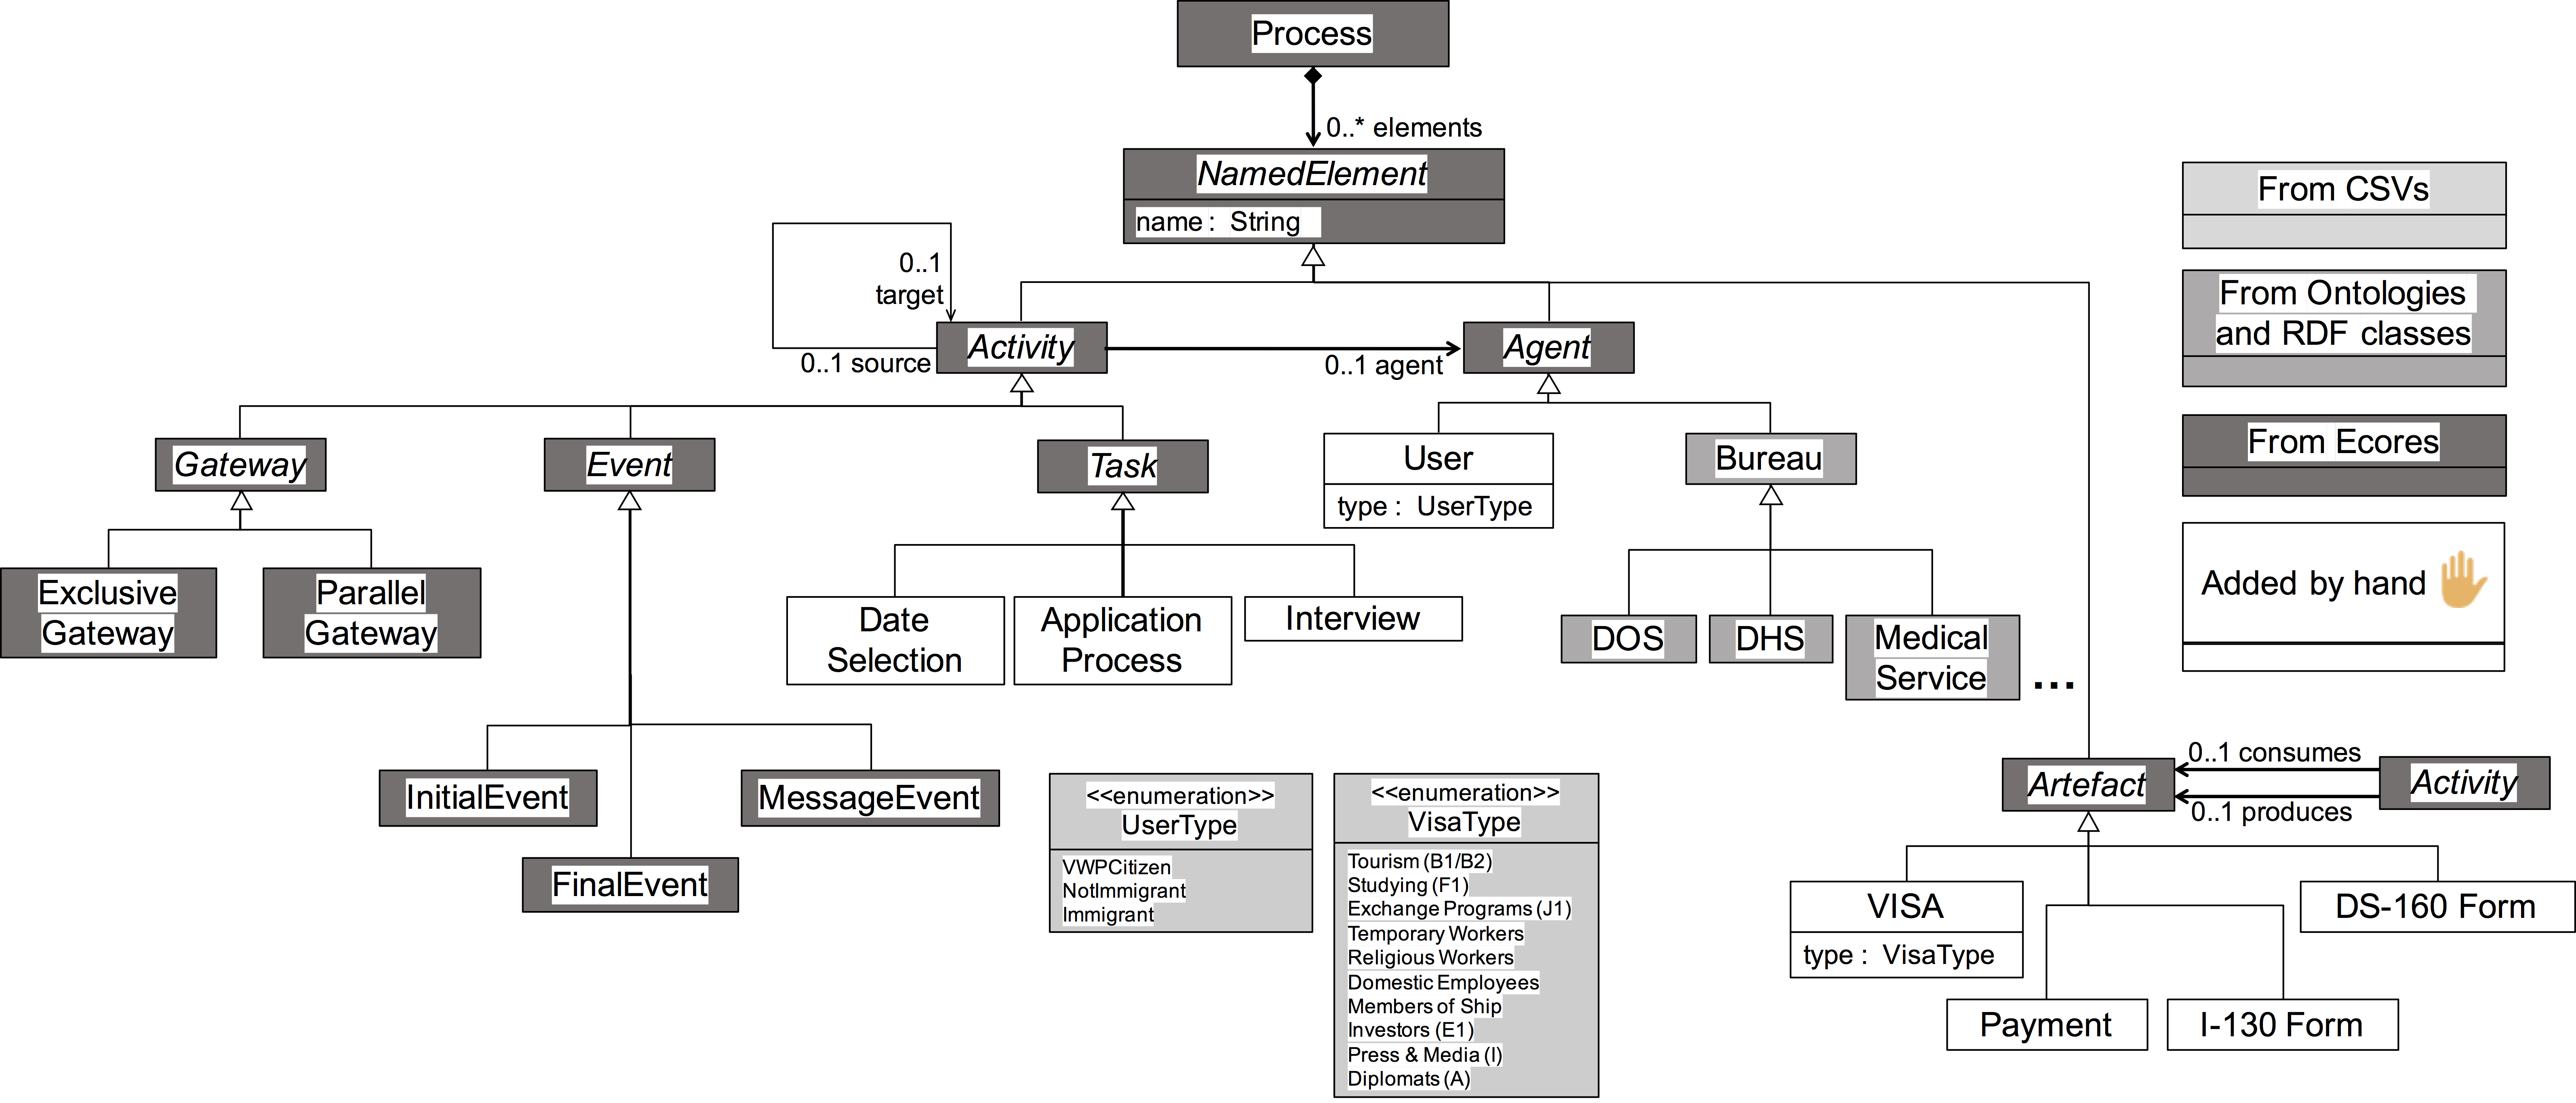 Process
0..* elements
NamedElement
name : String
From CSVs
From Ontologies
and RDF classes
From Ecores
Added by hand
0..1
target
0..1 source
Activity
0..1 agent
Agent
Gateway
Event
Task
User
type : UserType
Bureau
Exclusive
Gateway
Parallel
Gateway
Date
Selection
Application
Process
Interview
DOS
DHS
Medical
Service
...
InitialEvent
MessageEvent
FinalEvent
<<enumeration>>
UserType
VWPCitizen
NotImmigrant
Immigrant
<<enumeration>>
VisaType
Tourism (B1/B2)
Studying (F1)
Exchange Programs (J1)
Temporary Workers
Religious Workers
Domestic Employees
Members of Ship
Investors (E1)
Press & Media (I)
Diplomats (A)
Artefact
0..1 consumes
0..1 produces
Activity
VISA
type : VisaType
DS-160 Form
Payment
I-130 Form